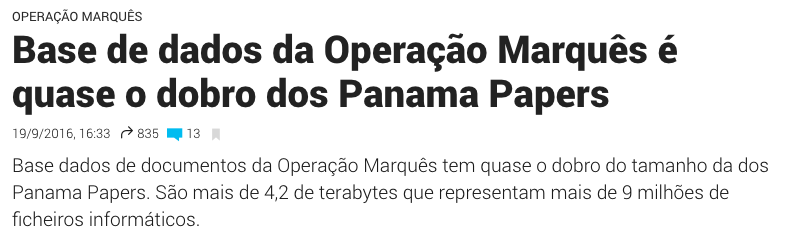 OPERAÇÃO MARQUÊS
Base de dados da Operação Marquês é
quase o dobro dos Panama Papers
19/9/2016, 16:33 835 13
Base dados de documentos da Operação Marquês tem quase o dobro do tamanho da dos
Panama Papers. São mais de 4,2 de terabytes que representam mais de 9 milhões de
ficheiros informáticos.